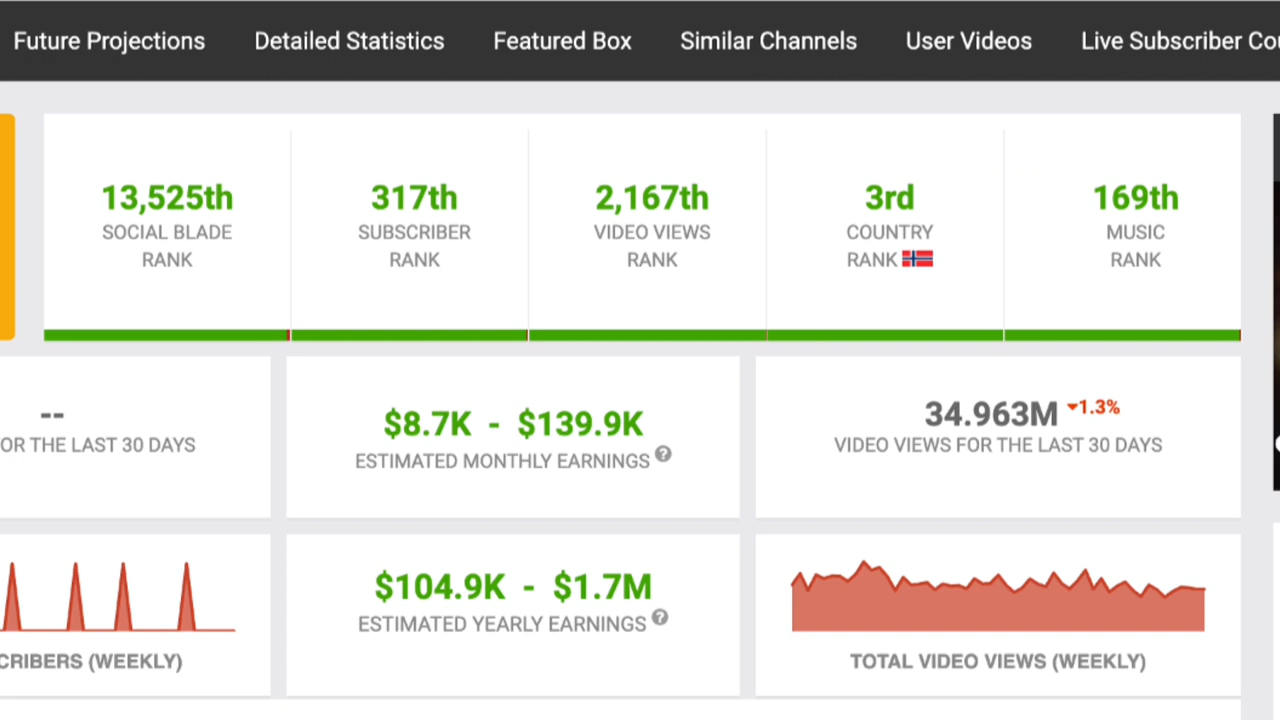 Future Projections Detailed Statistics Featured Box Similar Channels User Videos Live Subscriber Co
13,525th 317th 2,167th 3rd 169th
SOCIAL BLADE SUBSCRIBER VIDEO VIEWS COUNTRY MUSIC
RANK RANK RANK RANK RANK
-- $8.7K - $139.9K 34.963M 1.3%
OR THE LAST 30 DAYS ESTIMATED MONTHLY EARNINGS ? VIDEO VIEWS FOR THE LAST 30 DAYS
$104.9K - $1.7M
ESTIMATED YEARLY EARNINGS ?
CRIBERS (WEEKLY) TOTAL VIDEO VIEWS (WEEKLY)